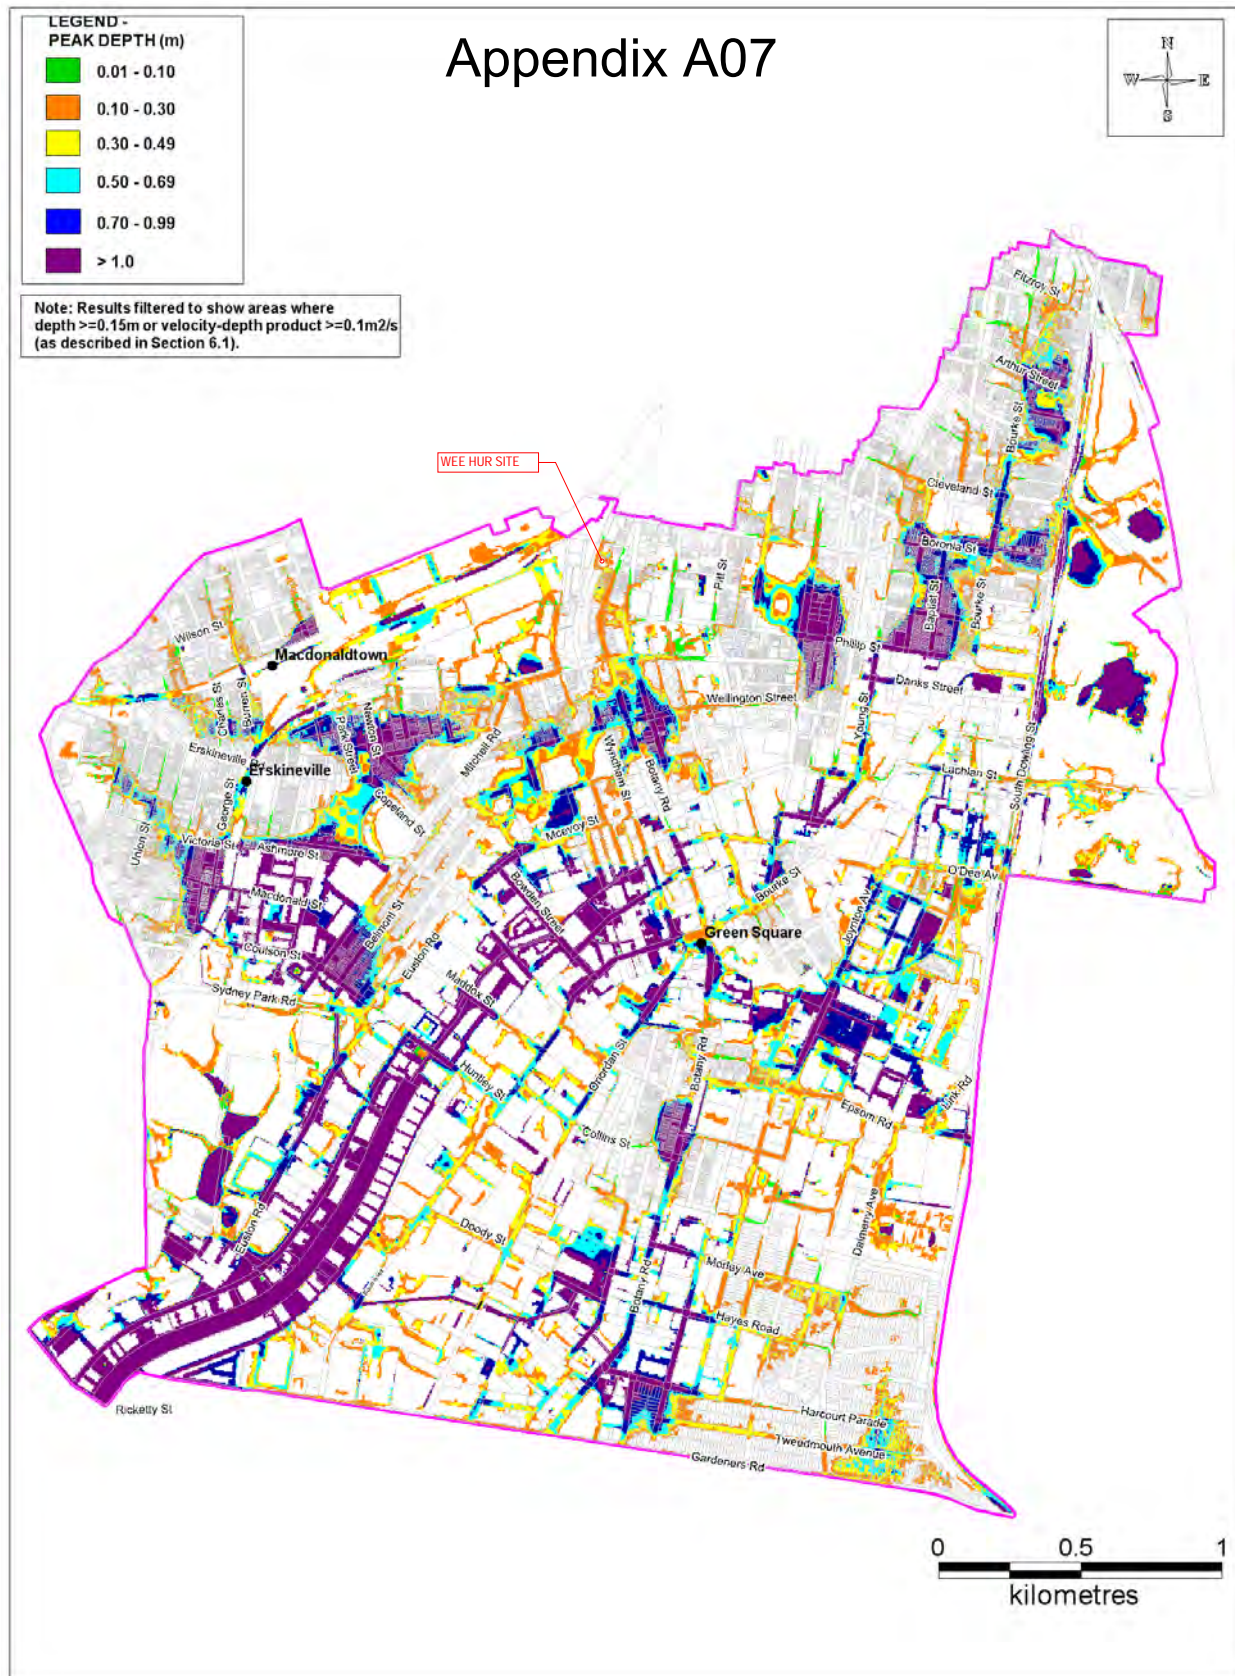 Appendix A07
LEGEND -
PEAK DEPTH (m)
0.01 - 0.10
0.10 - 0.30
0.30 - 0.49
0.50 - 0.69
0.70 - 0.99
> 1.0
N
W E
S
Note: Results filtered to show areas where
depth >=0.15m or velocity-depth product >=0.1m2/s
(as described in Section 6.1).
Fitzroy St
Arthur Street
Bourke St
WEE HUR SITE
Cleveland St
Boronia St
Pitt St
Baptist St
Bourke St
Wilson St
Phillip St
Macdonaldtown
Danks Street
Wellington Street
Charles St
Burren St
Newton St
Park Street
Young St
South Dowling St
Mitchell Rd
Wyndham St
Botany Rd
Erskineville Rd
Erskineville
Lachlan St
George St
Copeland St
Mcevoy St
Union St
Victoria St
Ashmore St
O'Dea Av
Bowden Street
Bourke St
Macdonald St
Belmont St
Joynton Av
Green Square
Coulson St
Euston Rd
Maddox St
Sydney Park Rd
Huntley St
Oriordan St
Botany Rd
Link Rd
Epsom Rd
Collins St
Euston Rd
Doody St
Dalmeny Ave
Botany Rd
Morley Ave
Hayes Road
Ricketty St
Harcourt Parade
Tweedmouth Avenue
Gardeners Rd
0 0.5 1
kilometres